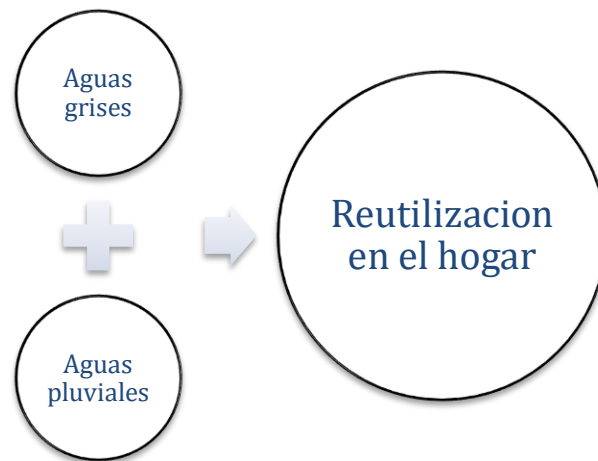 Aguas
grises
Aguas
pluviales
Reutilizacion
en el hogar